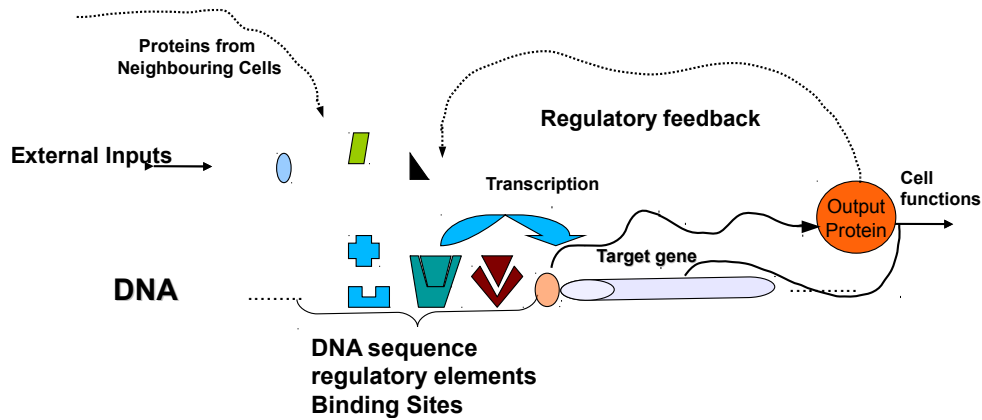 Proteins from
Neighbouring Cells
Regulatory feedback
External Inputs
Transcription
Cell
functions
Output
Protein
Target gene
DNA
DNA sequence
regulatory elements
Binding Sites